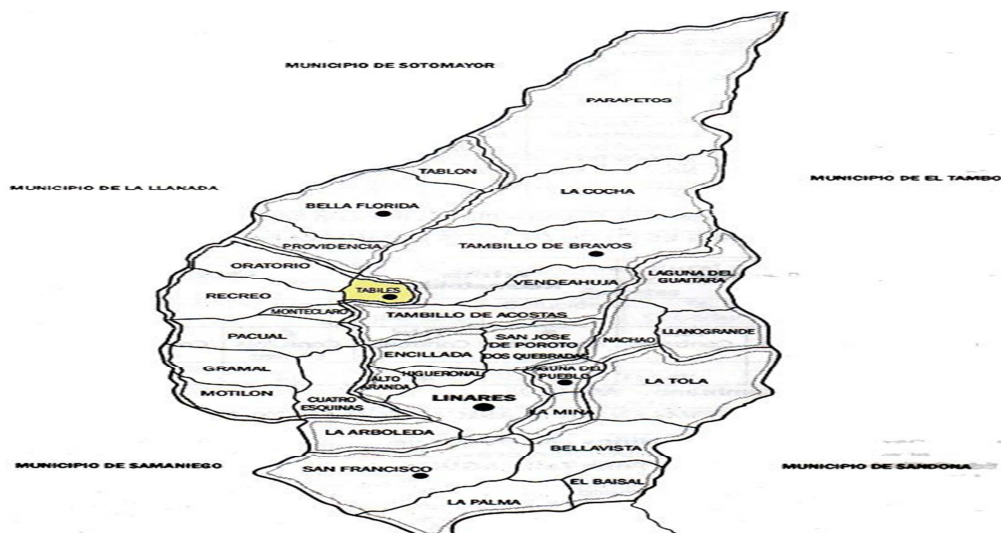 MUNICIPIO DE SOTOMAYOR
PARAPETOS
TABLON
MUNICIPIO DE LA LLANADA
LA COCHA
MUNICIPIO DE EL TAMBO
BELLA FLORIDA
PROVIDENCIA
TAMBILLO DE BRAVOS
ORATORIO
LAGUNA DEL
GUAITARA
VENDEAHUJA
TABILES
RECREO
MONTECLARO
TAMBILLO DE ACOSTAS
PACUAL
SAN JOSE
DE POROTO
NACHAO
LLANOGRANDE
ENCILLADA
DOS QUEBRADAS
GRAMAL
HIGUERONAL
LAGUNA DEL
PUEBLO
ALTO
ARANDA
LA TOLA
MOTILON
CUATRO
ESQUINAS
LINARES
LA MINA
LA ARBOLEDA
BELLAVISTA
MUNICIPIO DE SAMANIEGO
SAN FRANCISCO
MUNICIPIO DE SANDONA
EL BAISAL
LA PALMA